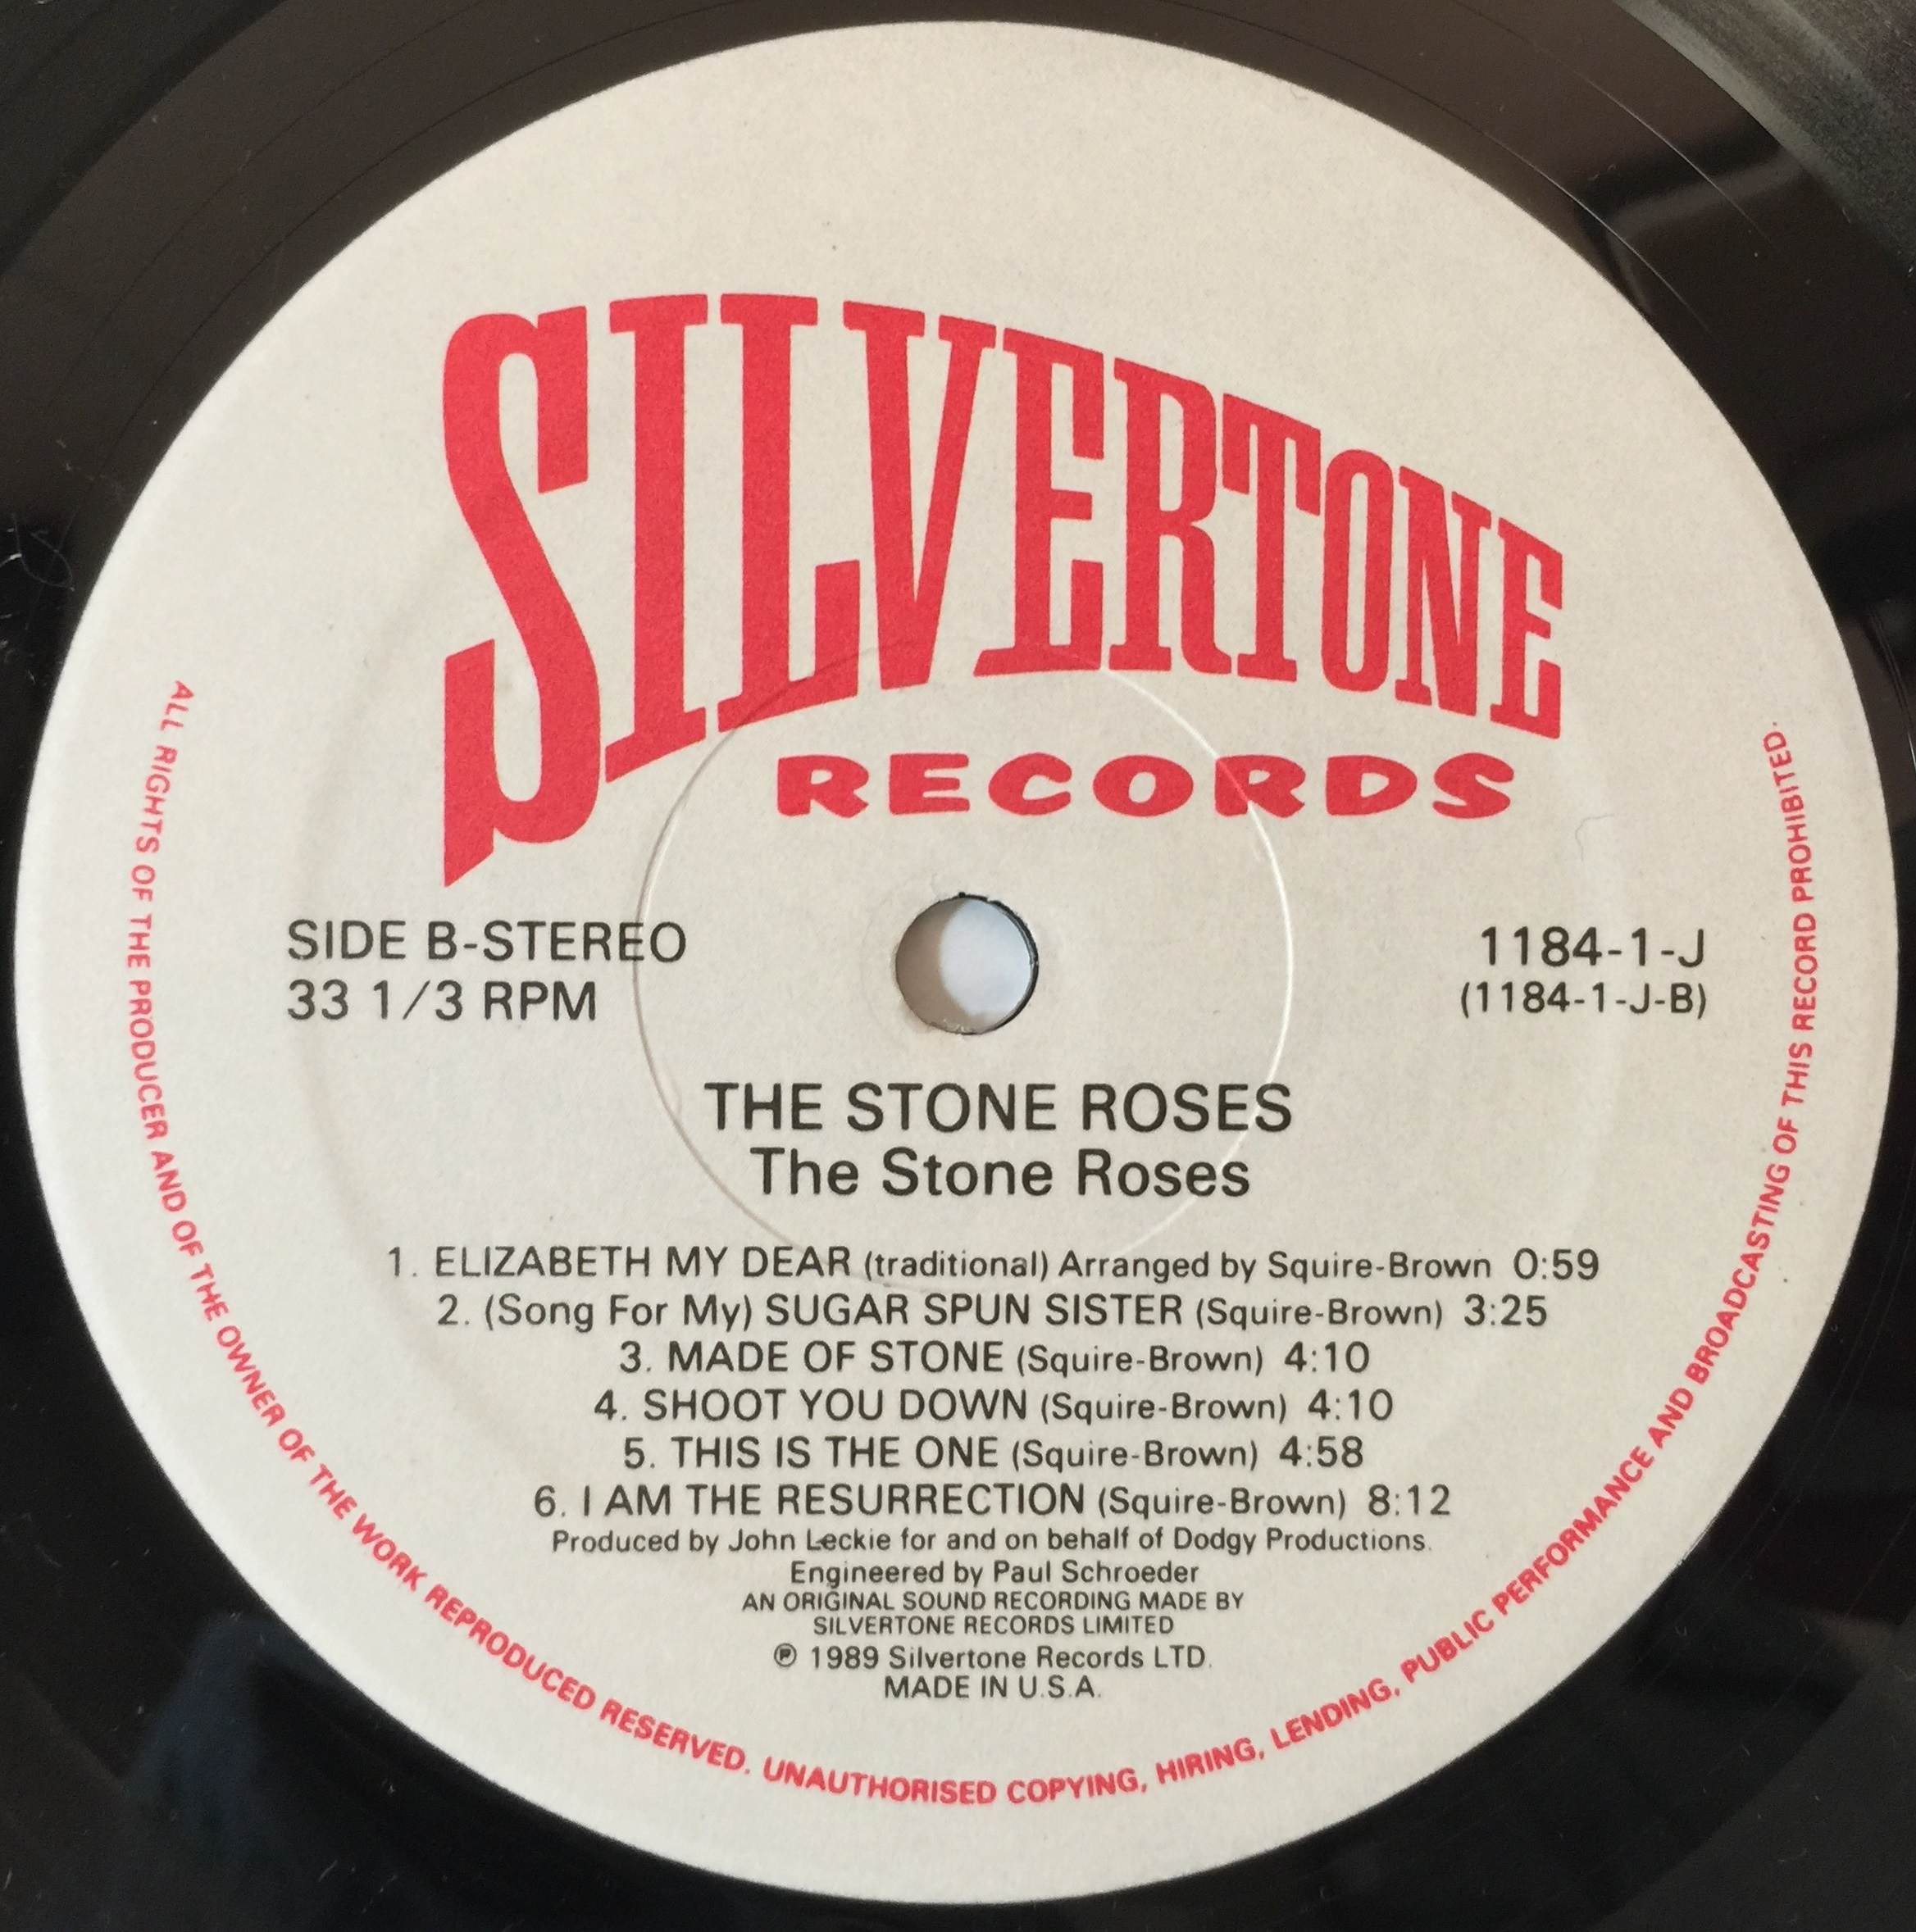 SILVERTONE
RECORDS
SIDE B-STEREO
33 1/3 RPM
1184-1-J
(1184-1-J-B)
THE STONE ROSES
The Stone Roses
1. ELIZABETH MY DEAR (traditional) Arranged by Squire-Brown 0:59
2. (Song For My) SUGAR SPUN SISTER (Squire-Brown) 3:25
3. MADE OF STONE (Squire-Brown) 4:10
4. SHOOT YOU DOWN (Squire-Brown) 4:10
5. THIS IS THE ONE (Squire-Brown) 4:58
6. I AM THE RESURRECTION (Squire-Brown) 8:12
Produced by John Leckie for and on behalf of Dodgy Productions.
Engineered by Paul Schroeder
AN ORIGINAL SOUND RECORDING MADE BY
SILVERTONE RECORDS LIMITED
℗ 1989 Silvertone Records LTD.
MADE IN U.S.A.
ALL RIGHTS OF THE PRODUCER AND OF THE OWNER OF THE WORK REPRODUCED RESERVED. UNAUTHORISED COPYING, HIRING, LENDING, PUBLIC PERFORMANCE AND BROADCASTING OF THIS RECORD PROHIBITED.